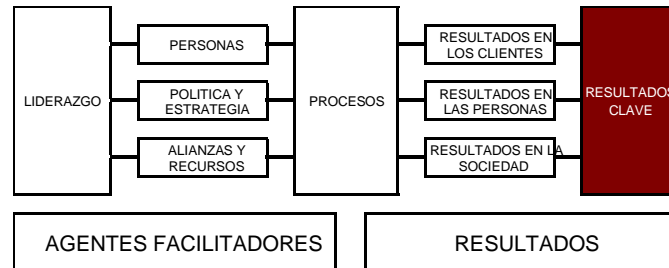 LIDERAZGO
PERSONAS
POLITICA Y
ESTRATEGIA
ALIANZAS Y
RECURSOS
PROCESOS
RESULTADOS EN
LOS CLIENTES
RESULTADOS EN
LAS PERSONAS
RESULTADOS EN LA
SOCIEDAD
RESULTADOS
CLAVE
AGENTES FACILITADORES
RESULTADOS